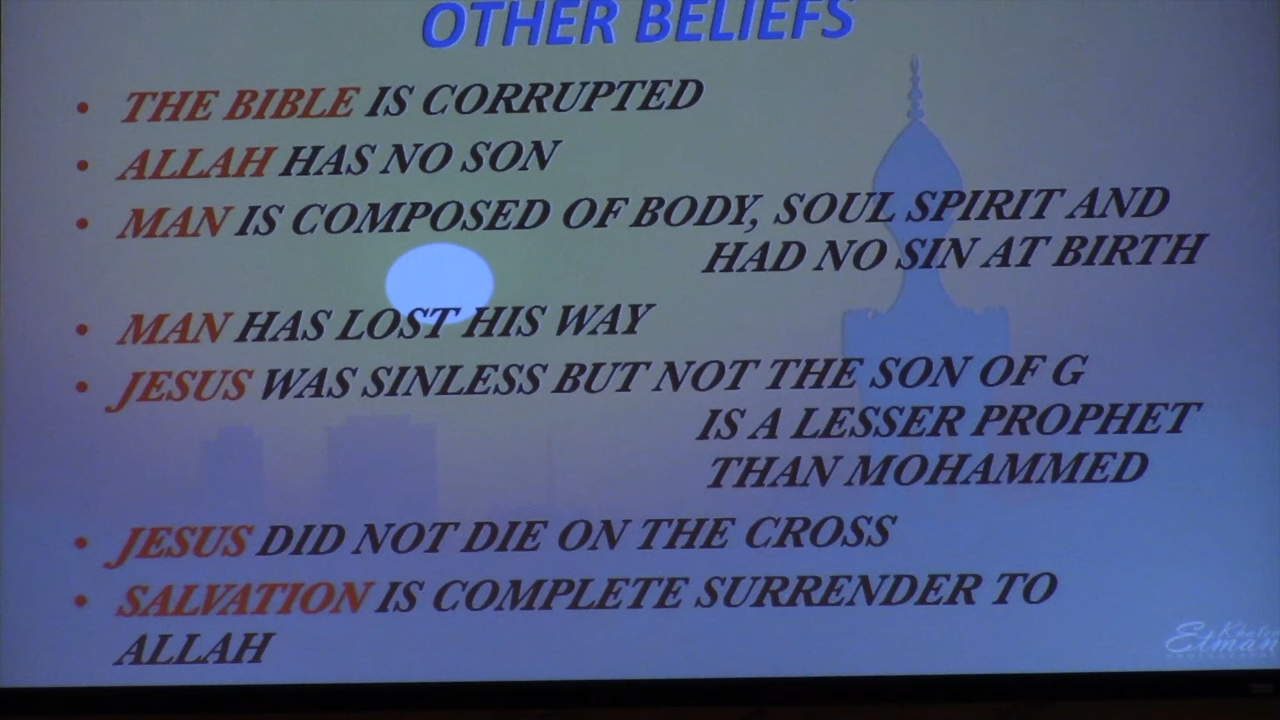 OTHER BELIEFS
• THE BIBLE IS CORRUPTED
• ALLAH HAS NO SON
• MAN IS COMPOSED OF BODY, SOUL SPIRIT AND
HAD NO SIN AT BIRTH
• MAN HAS LOST HIS WAY
• JESUS WAS SINLESS BUT NOT THE SON OF G
IS A LESSER PROPHET
THAN MOHAMMED
• JESUS DID NOT DIE ON THE CROSS
• SALVATION IS COMPLETE SURRENDER TO
ALLAH
Etman